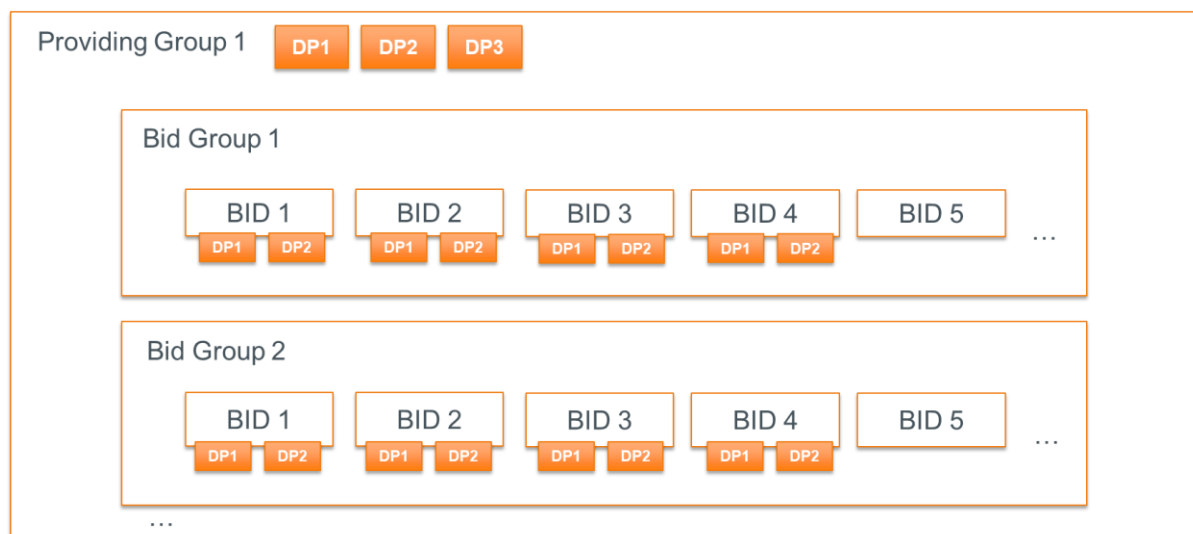 Providing Group 1 DP1 DP2 DP3
Bid Group 1
BID 1 BID 2 BID 3 BID 4 BID 5
DP1 DP2 DP1 DP2 DP1 DP2 DP1 DP2 ...
Bid Group 2
BID 1 BID 2 BID 3 BID 4 BID 5
DP1 DP2 DP1 DP2 DP1 DP2 DP1 DP2 ...
...